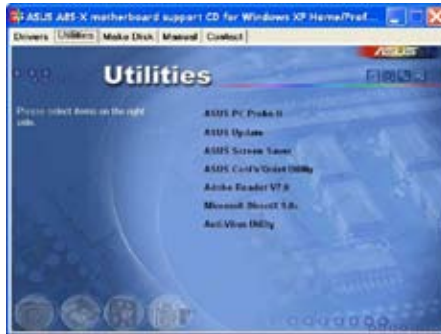 ASUS A8S-X motherboard support CD for Windows XP Home/Prof...
Drivers Utilities Make Disk Manual Contact
Utilities
Please select items on the right
side.
ASUS PC Probe II
ASUS Update
ASUS Screen Saver
ASUS Cool'n'Quiet Utility
Adobe Reader V7.0
Microsoft DirectX 9.0c
Anti-Virus Utility